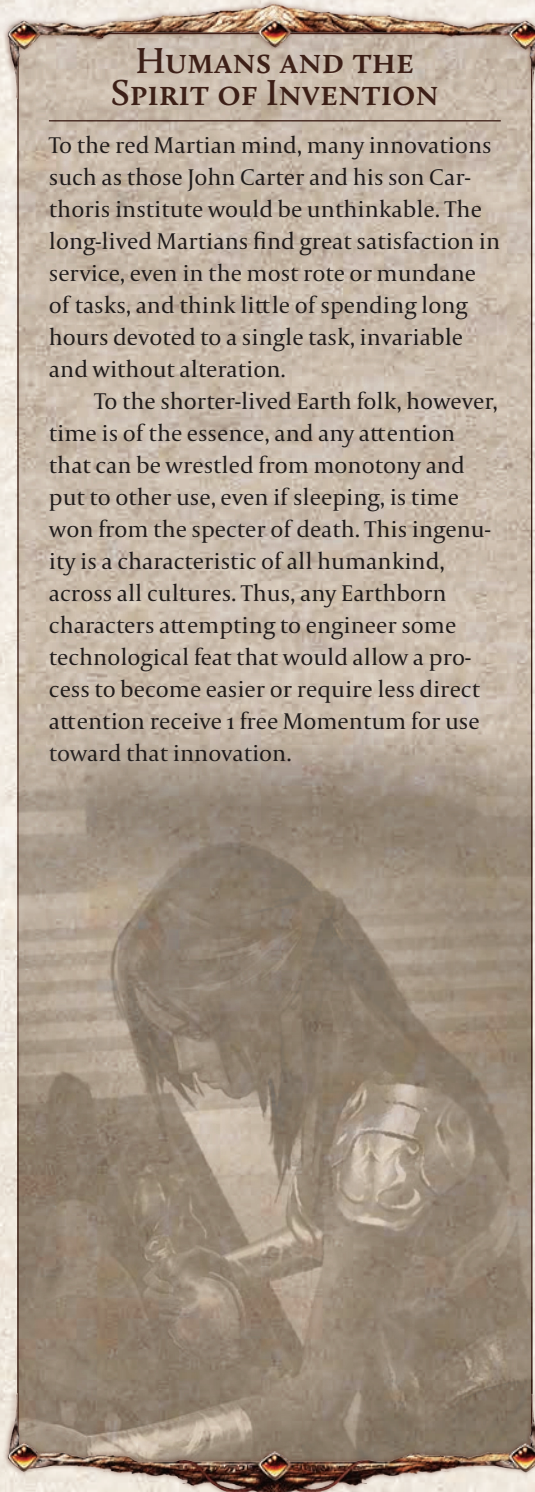 Humans and the
Spirit of Invention
To the red Martian mind, many innovations
such as those John Carter and his son Car-
thoris institute would be unthinkable. The
long-lived Martians find great satisfaction in
service, even in the most rote or mundane
of tasks, and think little of spending long
hours devoted to a single task, invariable
and without alteration.
To the shorter-lived Earth folk, however,
time is of the essence, and any attention
that can be wrestled from monotony and
put to other use, even if sleeping, is time
won from the specter of death. This ingenu-
ity is a characteristic of all humankind,
across all cultures. Thus, any Earthborn
characters attempting to engineer some
technological feat that would allow a pro-
cess to become easier or require less direct
attention receive 1 free Momentum for use
toward that innovation.